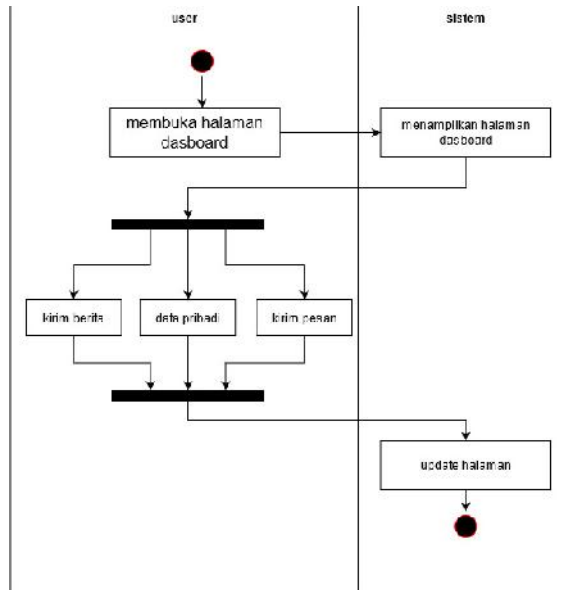 user
sistem
membuka halaman
dasboard
menampilkan halaman
dasboard
kirim berita
data pribadi
kirim pesan
update halaman